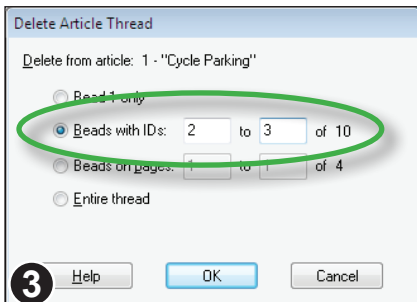 Delete Article Thread
Delete from article: 1 - "Cycle Parking"
Bead 1 only
Beads with IDs: 2 to 3 of 10
Beads on pages: 1 to 1 of 4
Entire thread
3 Help OK Cancel